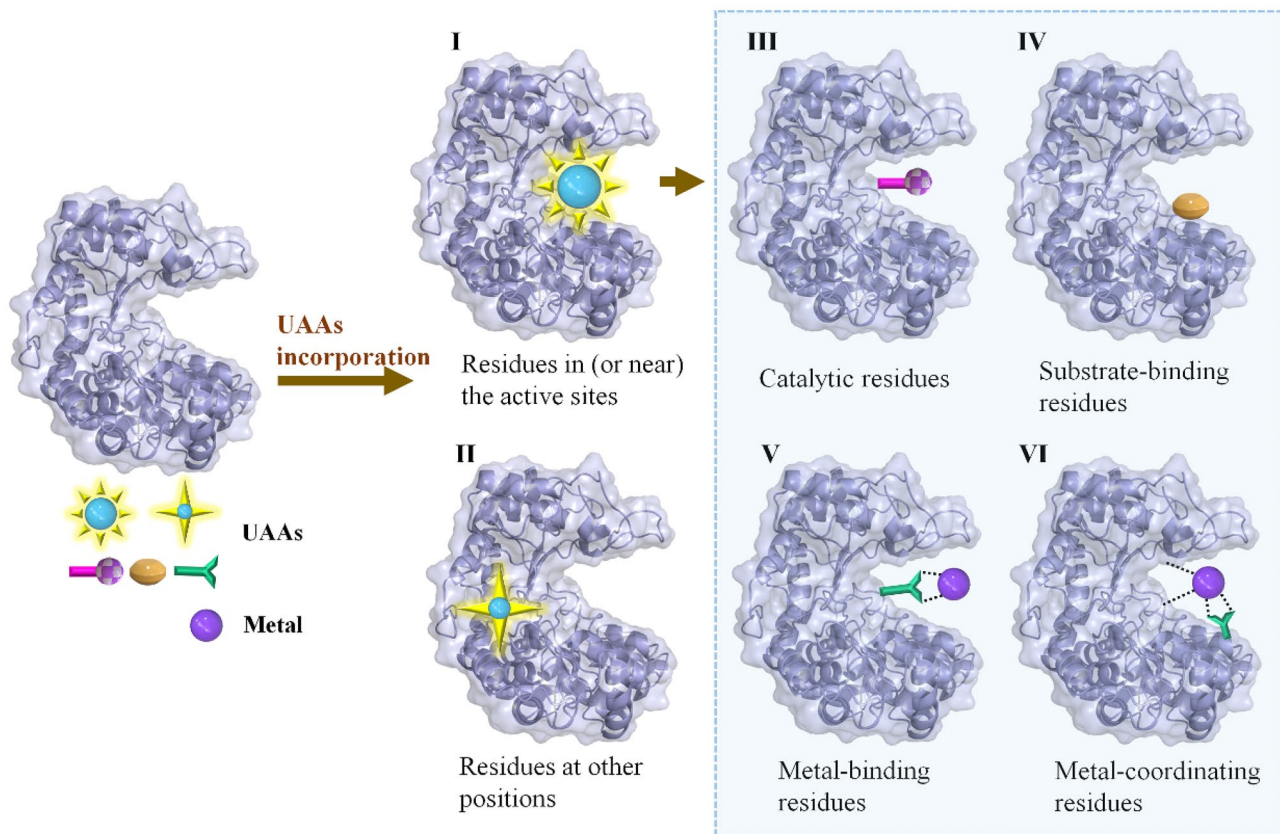 I
III
IV
UAAs
incorporation
Residues in (or near)
the active sites
Catalytic residues
Substrate-binding
residues
II
V
VI
UAAs
Metal
Residues at other
positions
Metal-binding
residues
Metal-coordinating
residues